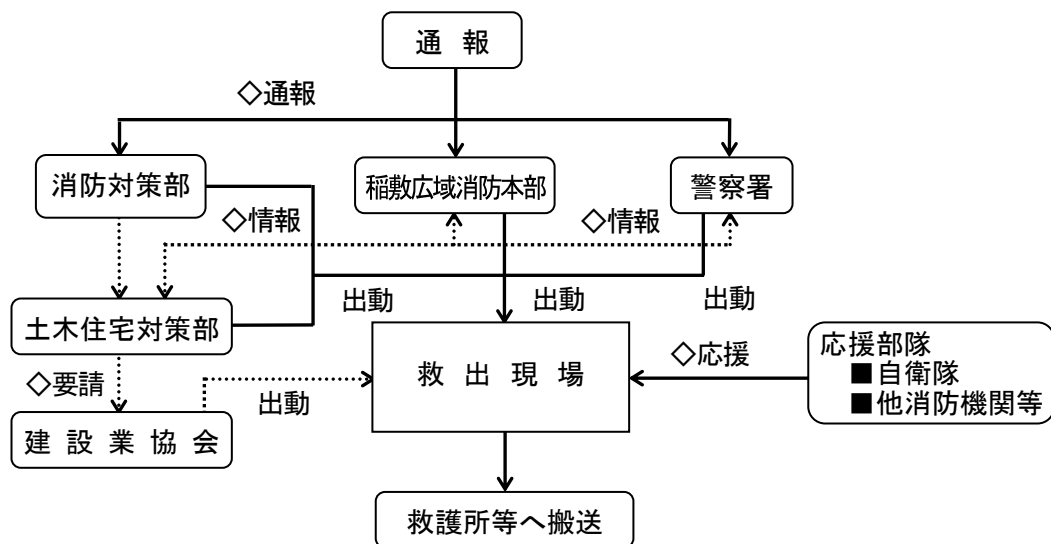 通 報
◇通報
消防対策部
稲敷広域消防本部
警察署
◇情報
◇情報
出動
出動
出動
土木住宅対策部
救 出 現 場
◇応援
応援部隊
■自衛隊
■他消防機関等
◇要請
出動
建 設 業 協 会
救護所等へ搬送